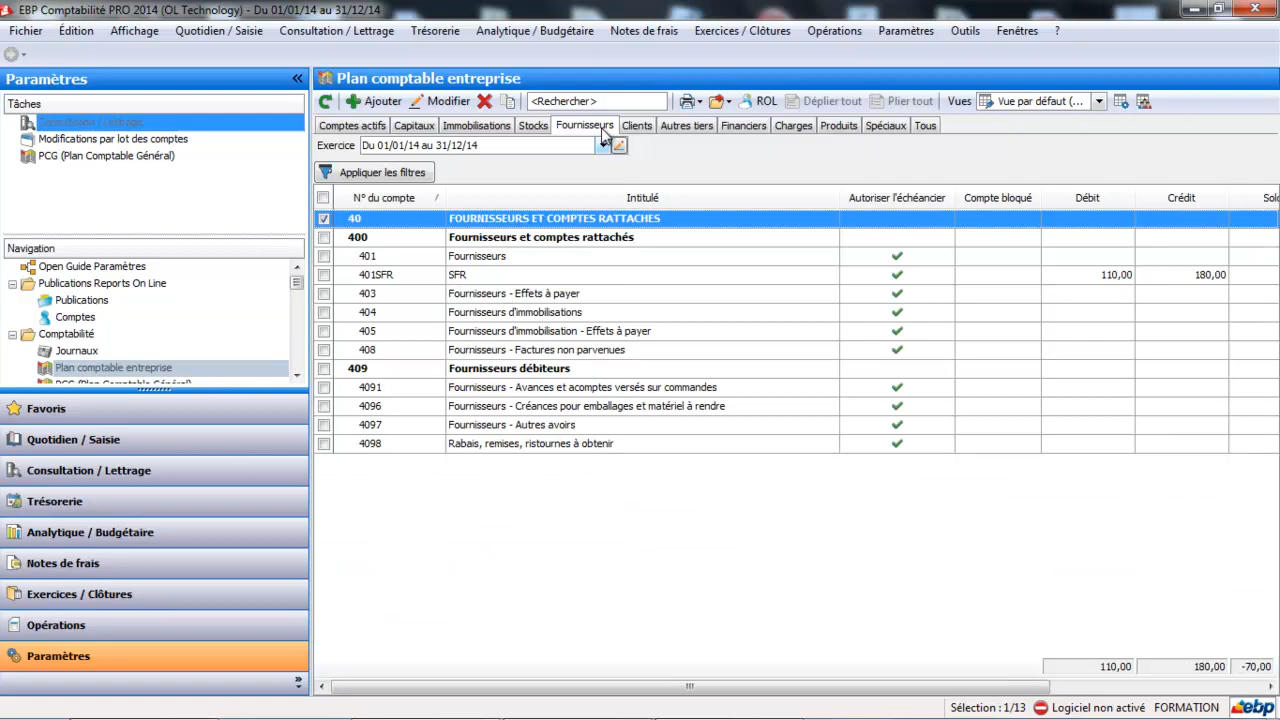 EBP Comptabilité PRO 2014 (OL Technology) - Du 01/01/14 au 31/12/14
Fichier Édition Affichage Quotidien / Saisie Consultation / Lettrage Trésorerie Analytique / Budgétaire Notes de frais Exercices / Clôtures Opérations Paramètres Outils Fenêtres ?
Paramètres
Tâches
Consultation / Lettrage
Modifications par lot des comptes
PCG (Plan Comptable Général)
Navigation
Open Guide Paramètres
Publications Reports On Line
Publications
Comptes
Comptabilité
Journaux
Plan comptable entreprise
PCG (Plan Comptable Général)
Favoris
Quotidien / Saisie
Consultation / Lettrage
Trésorerie
Analytique / Budgétaire
Notes de frais
Exercices / Clôtures
Opérations
Paramètres
Plan comptable entreprise
Ajouter Modifier <Rechercher> ROL Déplier tout Plier tout Vues Vue par défaut (...
Comptes actifs Capitaux Immobilisations Stocks Fournisseurs Clients Autres tiers Financiers Charges Produits Spéciaux Tous
Exercice Du 01/01/14 au 31/12/14
Appliquer les filtres
N° du compte / Intitulé Autoriser l'échéancier Compte bloqué Débit Crédit Sold
40 FOURNISSEURS ET COMPTES RATTACHES
400 Fournisseurs et comptes rattachés
401 Fournisseurs
401SFR SFR 110,00 180,00
403 Fournisseurs - Effets à payer
404 Fournisseurs d'immobilisations
405 Fournisseurs d'immobilisation - Effets à payer
408 Fournisseurs - Factures non parvenues
409 Fournisseurs débiteurs
4091 Fournisseurs - Avances et acomptes versés sur commandes
4096 Fournisseurs - Créances pour emballages et matériel à rendre
4097 Fournisseurs - Autres avoirs
4098 Rabais, remises, ristournes à obtenir
110,00 180,00 -70,00
Sélection : 1/13 Logiciel non activé FORMATION ebp